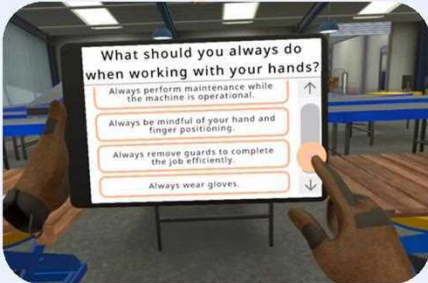 What should you always do
when working with your hands?
Always perform maintenance while
the machine is operational.
Always be mindful of your hand and
finger positioning.
Always remove guards to complete
the job efficiently.
Always wear gloves.